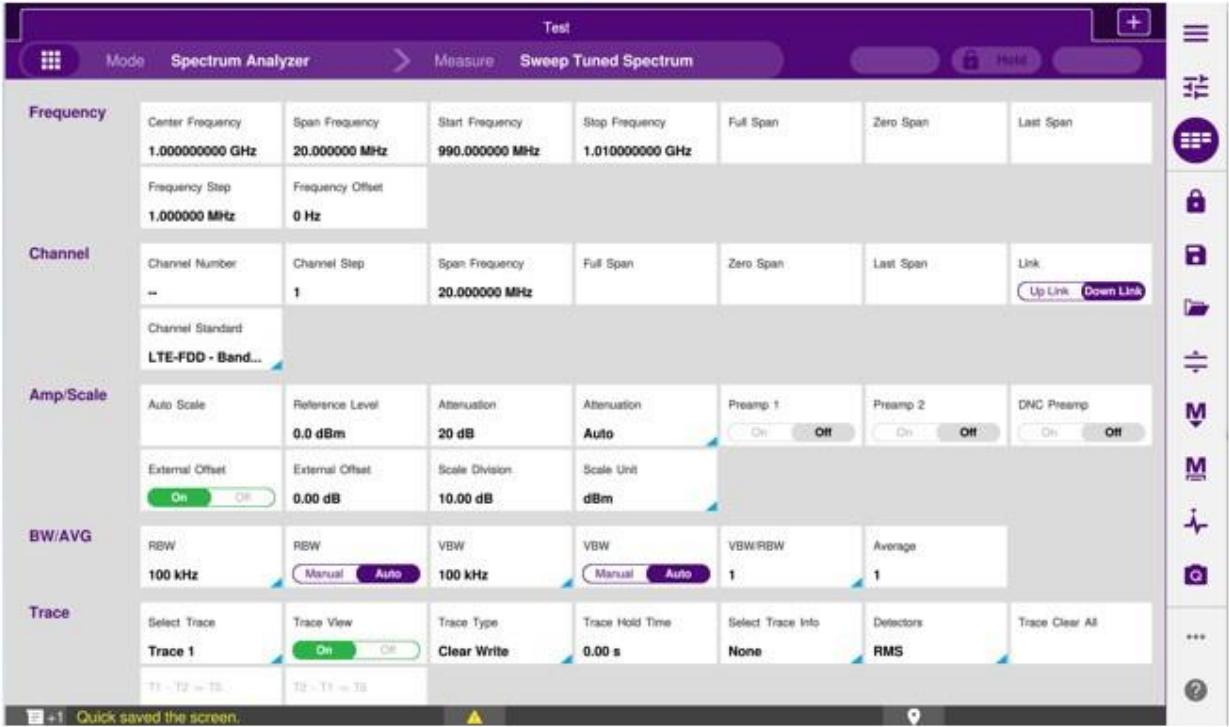 Test
+
Mode Spectrum Analyzer Measure Sweep Tuned Spectrum Hold
Frequency
Center Frequency Span Frequency Start Frequency Stop Frequency Full Span Zero Span Last Span
1.000000000 GHz 20.000000 MHz 990.000000 MHz 1.010000000 GHz
Frequency Step Frequency Offset
1.000000 MHz 0 Hz
Channel
Channel Number Channel Step Span Frequency Full Span Zero Span Last Span Link
-- 1 20.000000 MHz Up Link Down Link
Channel Standard
LTE-FDD - Band...
Amp/Scale
Auto Scale Reference Level Attenuation Attenuation Preamp 1 Preamp 2 DNC Preamp
0.0 dBm 20 dB Auto On Off On Off On Off
External Offset External Offset Scale Division Scale Unit
On Off 0.00 dB 10.00 dB dBm
BW/AVG
RBW RBW VBW VBW VBW/RBW Average
100 kHz Manual Auto 100 kHz Manual Auto 1 1
Trace
Select Trace Trace View Trace Type Trace Hold Time Select Trace Info Detectors Trace Clear All
Trace 1 On Off Clear Write 0.00 s None RMS
+1 Quick saved the screen.